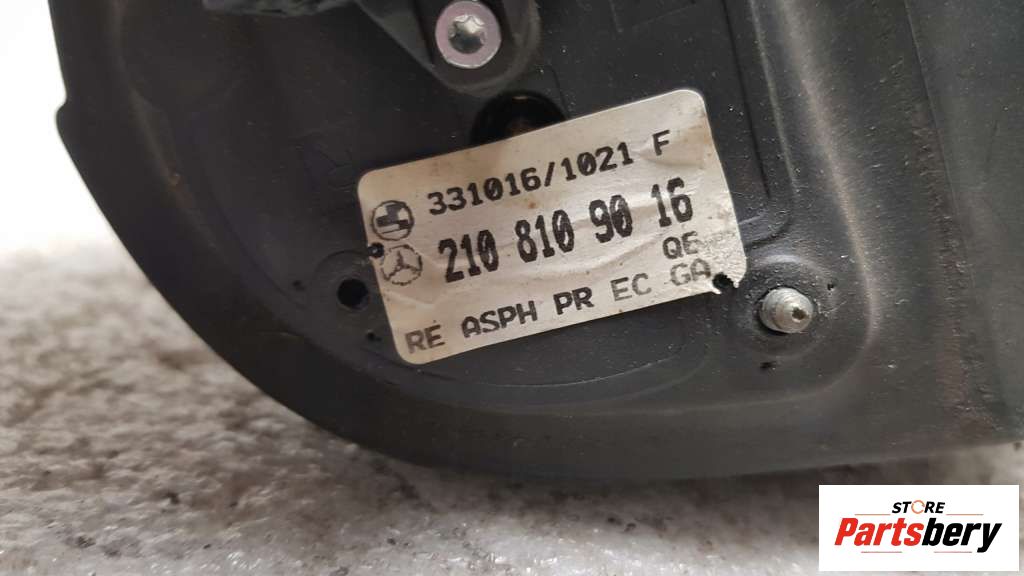 331016/1021 F
210 810 90 16
QE
RE ASPH PR EC GA
STORE
Partsbery